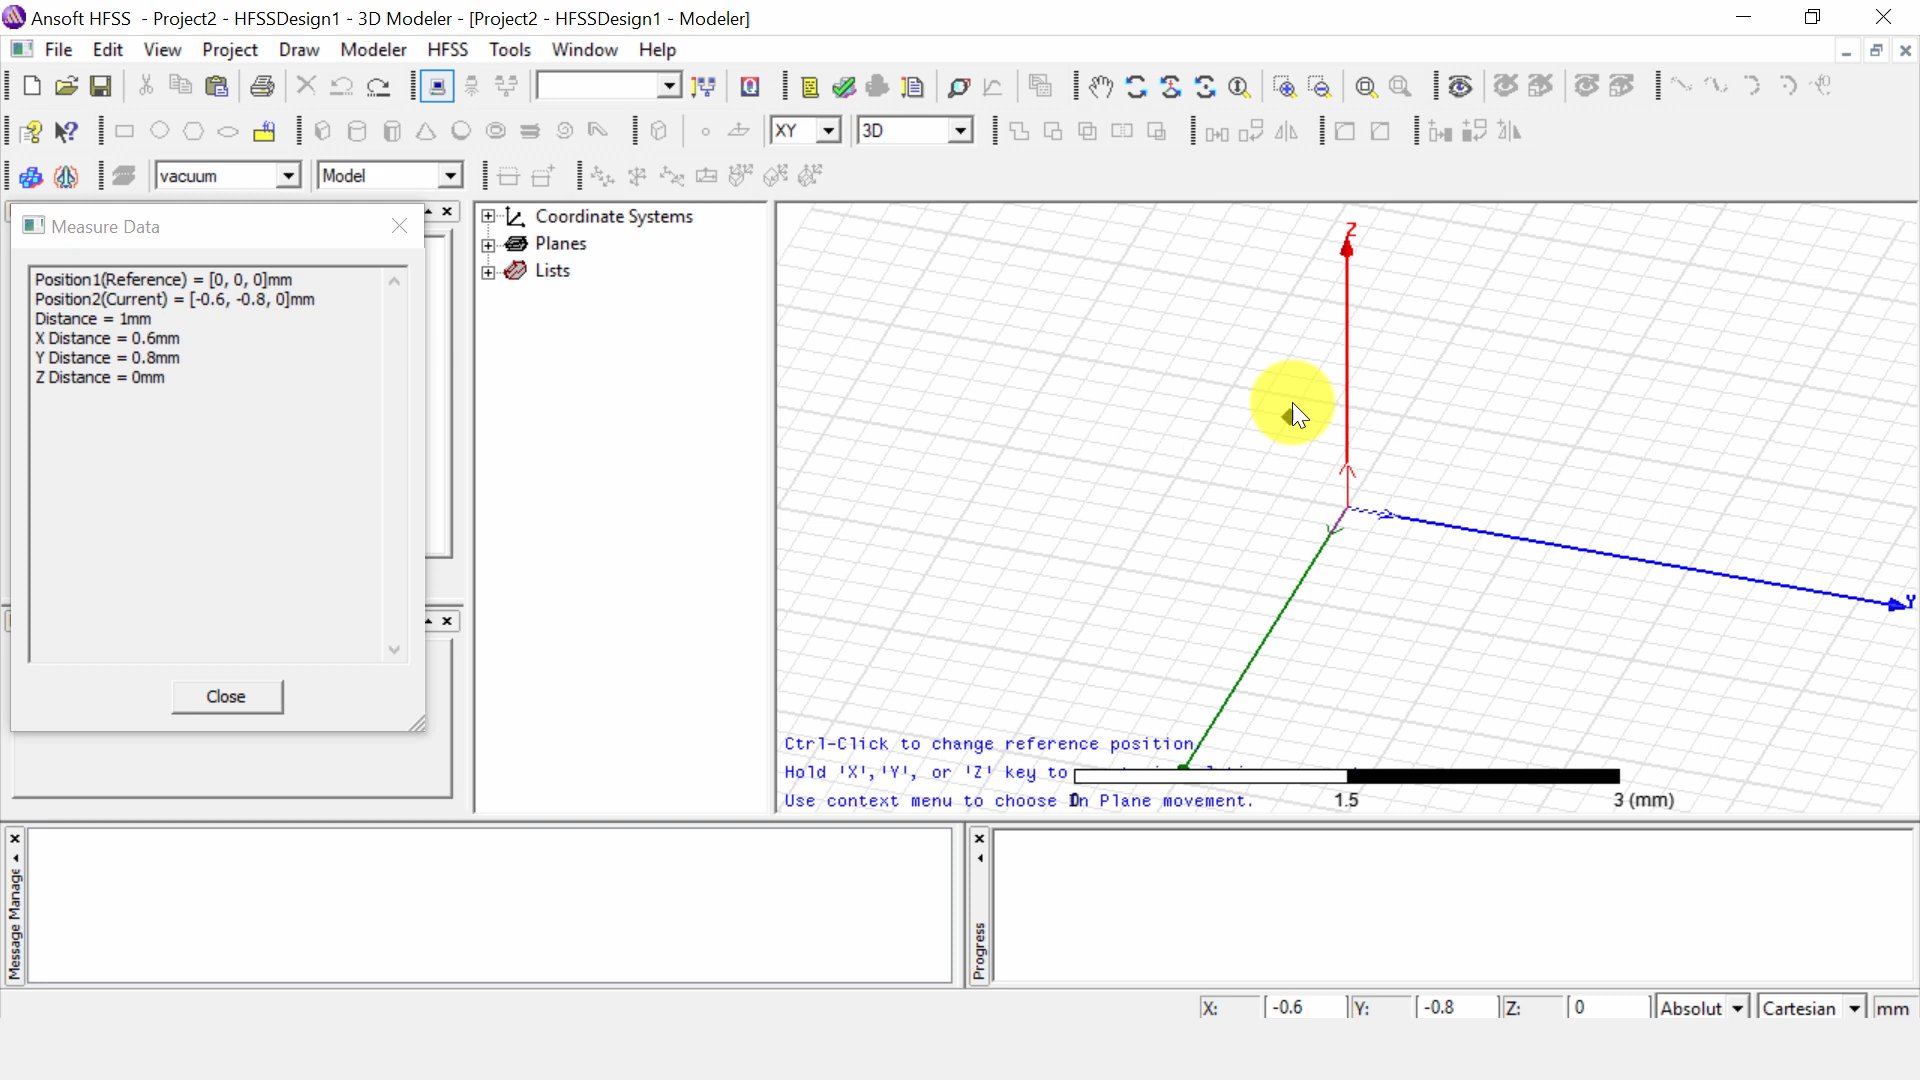 Ansoft HFSS - Project2 - HFSSDesign1 - 3D Modeler - [Project2 - HFSSDesign1 - Modeler]
File Edit View Project Draw Modeler HFSS Tools Window Help
XY 3D
vacuum Model
Measure Data
Position1(Reference) = [0, 0, 0]mm
Position2(Current) = [-0.6, -0.8, 0]mm
Distance = 1mm
X Distance = 0.6mm
Y Distance = 0.8mm
Z Distance = 0mm
Close
Coordinate Systems
Planes
Lists
Z
Y
Ctrl-Click to change reference position
Hold 'X','Y', or 'Z' key to
Use context menu to choose In Plane movement.
0 1.5 3 (mm)
Message Manage
Progress
X: -0.6 Y: -0.8 Z: 0 Absolut Cartesian mm